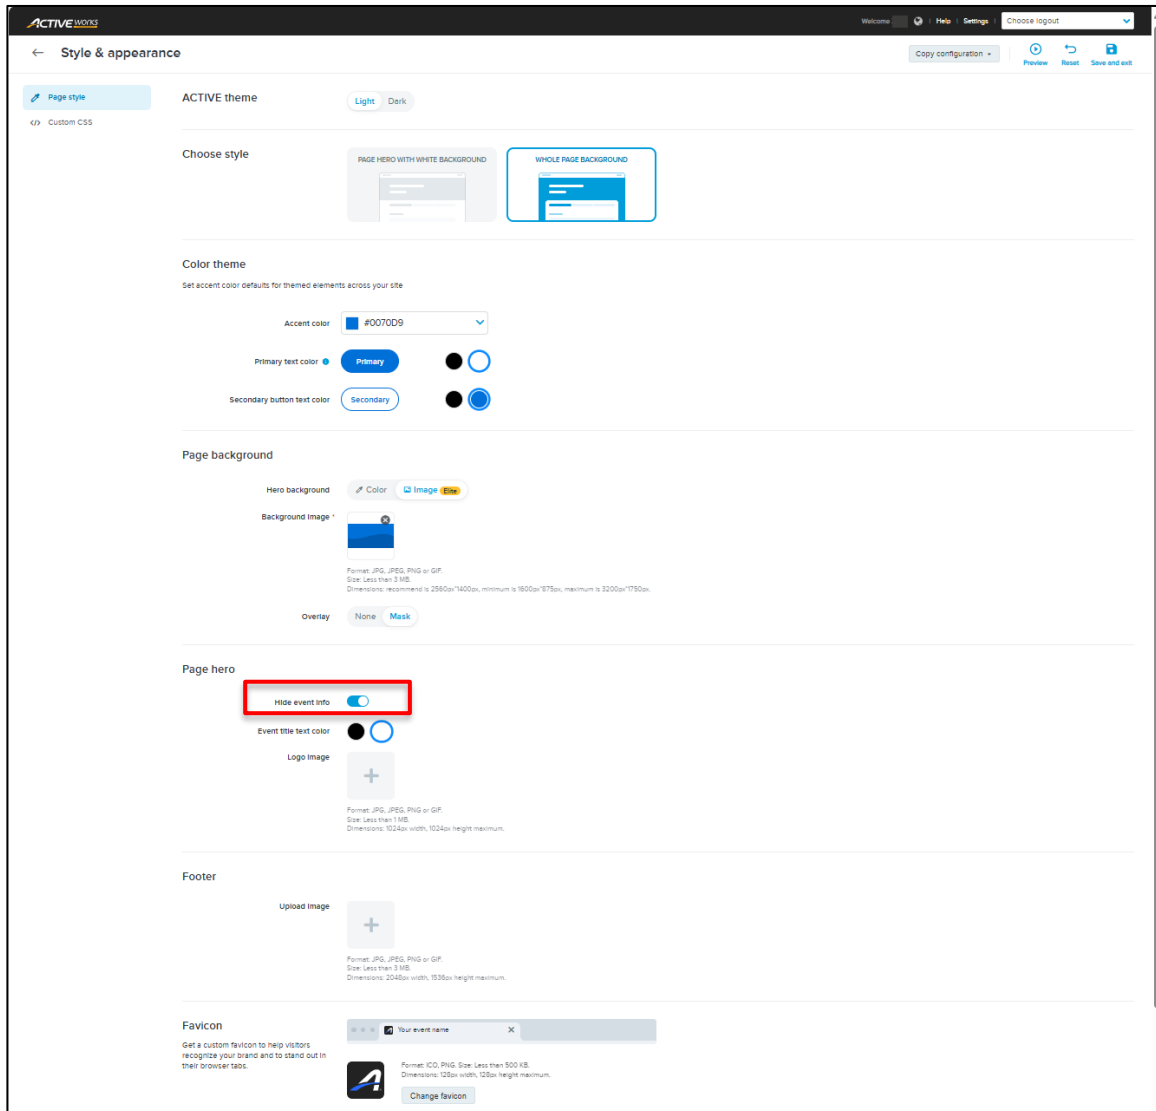 ACTIVE works
Welcome
Help
Settings
Choose logout
Style & appearance
Copy configuration
Preview
Reset
Save and exit
Page style
</> Custom CSS
ACTIVE theme
Light
Dark
Choose style
PAGE HERO WITH WHITE BACKGROUND
WHOLE PAGE BACKGROUND
Color theme
Set accent color defaults for themed elements across your site
Accent color
#0070D9
Primary text color
Primary
Secondary button text color
Secondary
Page background
Hero background
Color
Image Elite
Background Image *
Format: JPG, JPEG, PNG or GIF.
Size: Less than 3 MB.
Dimensions: recommend is 2560px*1400px, minimum is 1600px*875px, maximum is 3200px*1750px.
Overlay
None
Mask
Page hero
Hide event info
Event title text color
Logo Image
Format: JPG, JPEG, PNG or GIF.
Size: Less than 1 MB.
Dimensions: 1024px width, 1024px height maximum.
Footer
Upload Image
Format: JPG, JPEG, PNG or GIF.
Size: Less than 3 MB.
Dimensions: 2048px width, 1536px height maximum.
Favicon
Your event name
Get a custom favicon to help visitors
recognize your brand and to stand out in
their browser tabs.
Format: ICO, PNG. Size: Less than 500 KB.
Dimensions: 128px width, 128px height maximum.
Change favicon